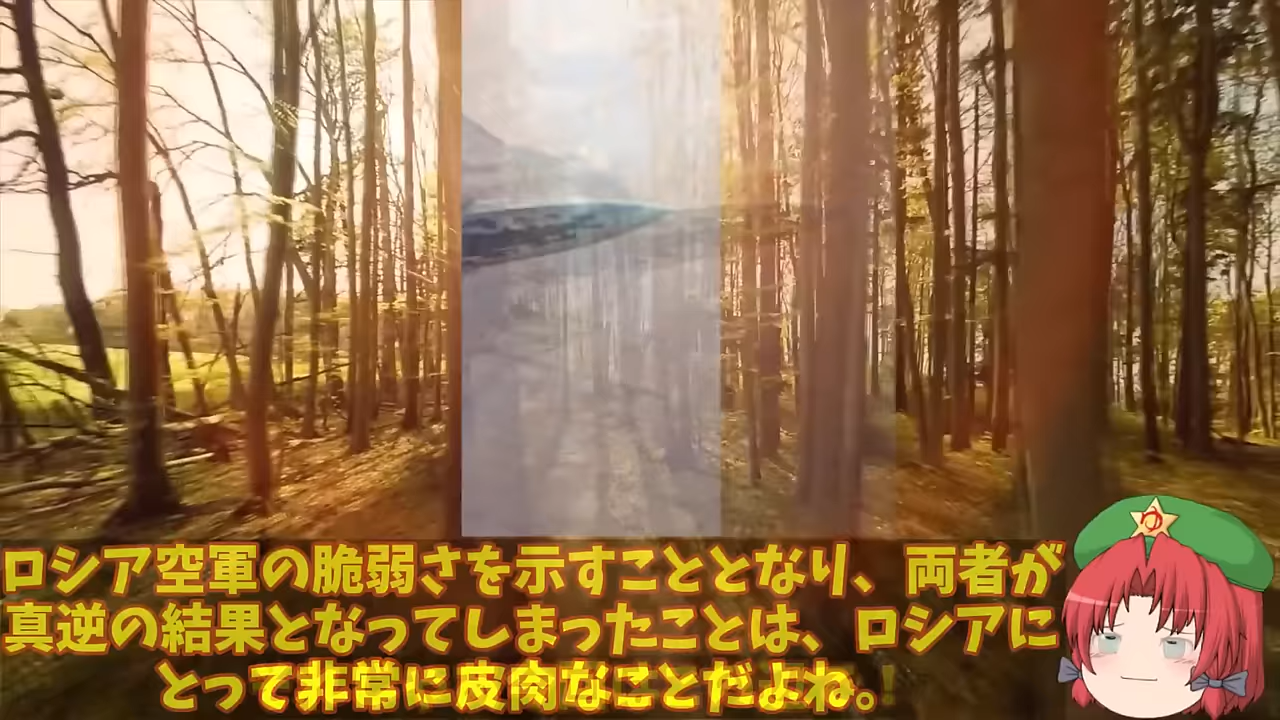 ロシア空軍の脆弱さを示すこととなり、両者が
真逆の結果となってしまったことは、ロシアに
とって非常に皮肉なことだよね。